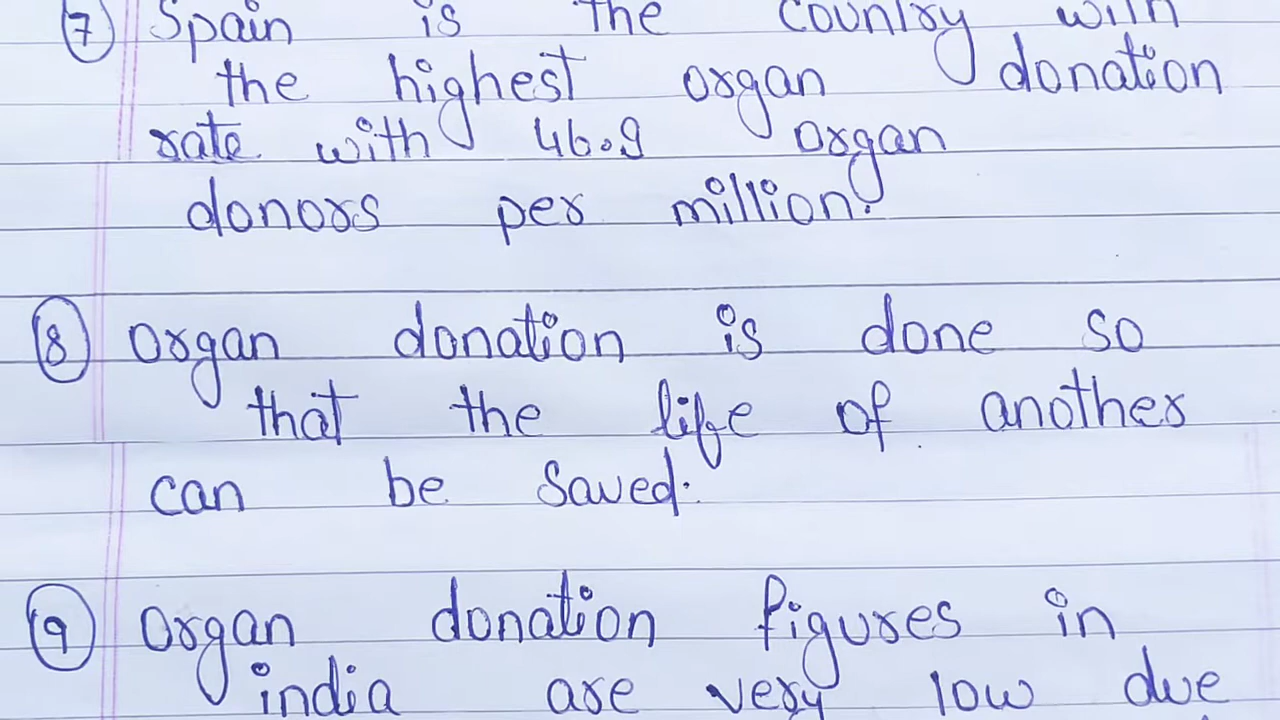 7 Spain is the country with
the highest organ donation
rate with 46.9 organ
donors per million.
8 Organ donation is done so
that the life of another
can be saved.
9 Organ donation figures in
india are very low due